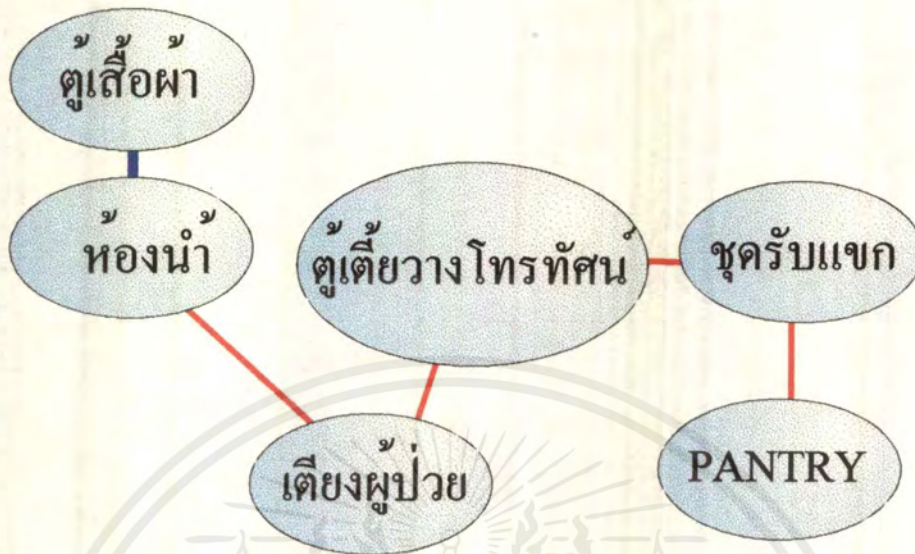 ตู้เสื้อผ้า
ห้องน้ำ
ตู้เตี้ยวางโทรทัศน์
ชุดรับแขก
เตียงผู้ป่วย
PANTRY